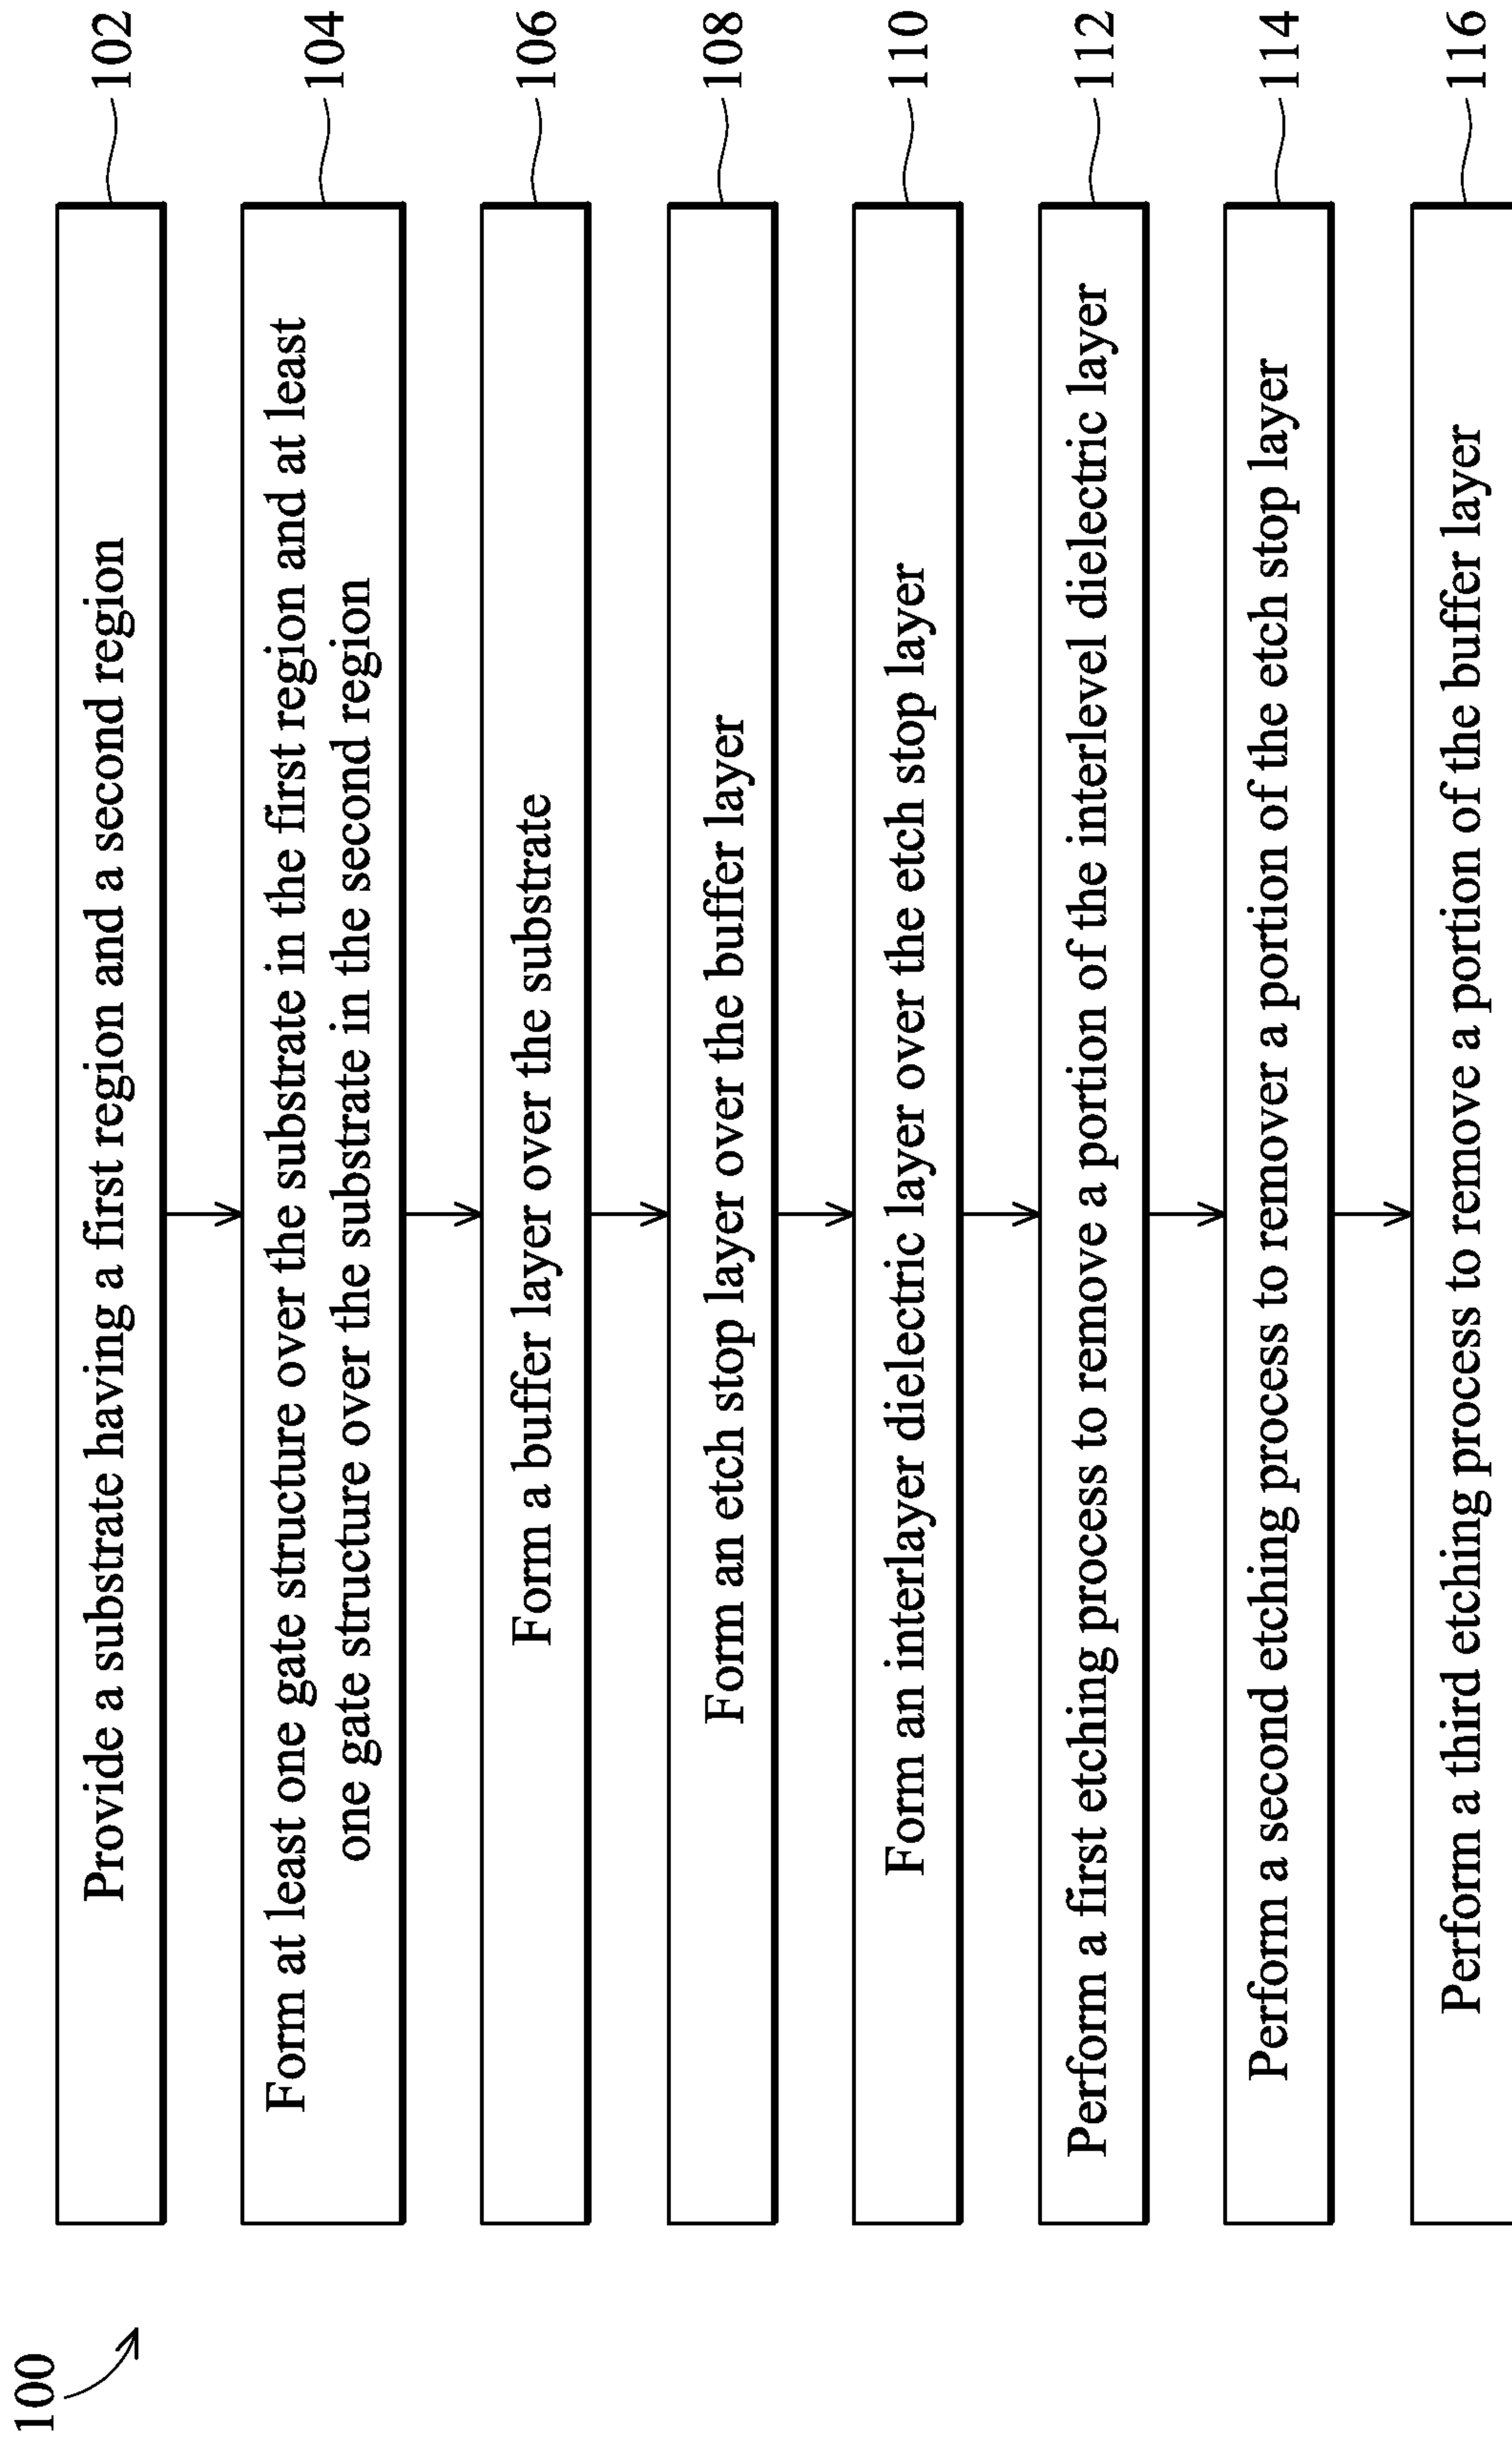 100
Provide a substrate having a first region and a second region
102
Form at least one gate structure over the substrate in the first region and at least
one gate structure over the substrate in the second region
104
Form a buffer layer over the substrate
106
Form an etch stop layer over the buffer layer
108
Form an interlayer dielectric layer over the etch stop layer
110
Perform a first etching process to remove a portion of the interlevel dielectric layer
112
Perform a second etching process to remover a portion of the etch stop layer
114
Perform a third etching process to remove a portion of the buffer layer
116